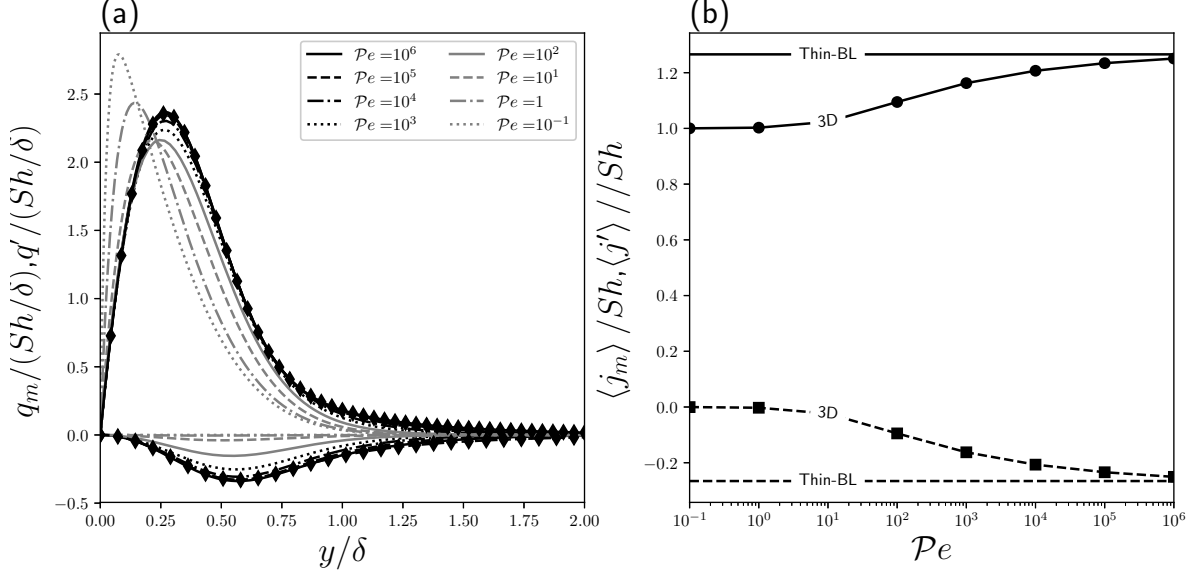 (a)
q_m/(Sh/δ),q′/(Sh/δ)
2.5
2.0
1.5
1.0
0.5
0.0
−0.5
𝒫e =10^6
𝒫e =10^5
𝒫e =10^4
𝒫e =10^3
𝒫e =10^2
𝒫e =10^1
𝒫e =1
𝒫e =10^−1
0.00 0.25 0.50 0.75 1.00 1.25 1.50 1.75 2.00
y/δ
(b)
⟨j_m⟩/Sh,⟨j′⟩//Sh
1.2
1.0
0.8
0.6
0.4
0.2
0.0
−0.2
Thin-BL
3D
3D
Thin-BL
10^−1 10^0 10^1 10^2 10^3 10^4 10^5 10^6
𝒫e